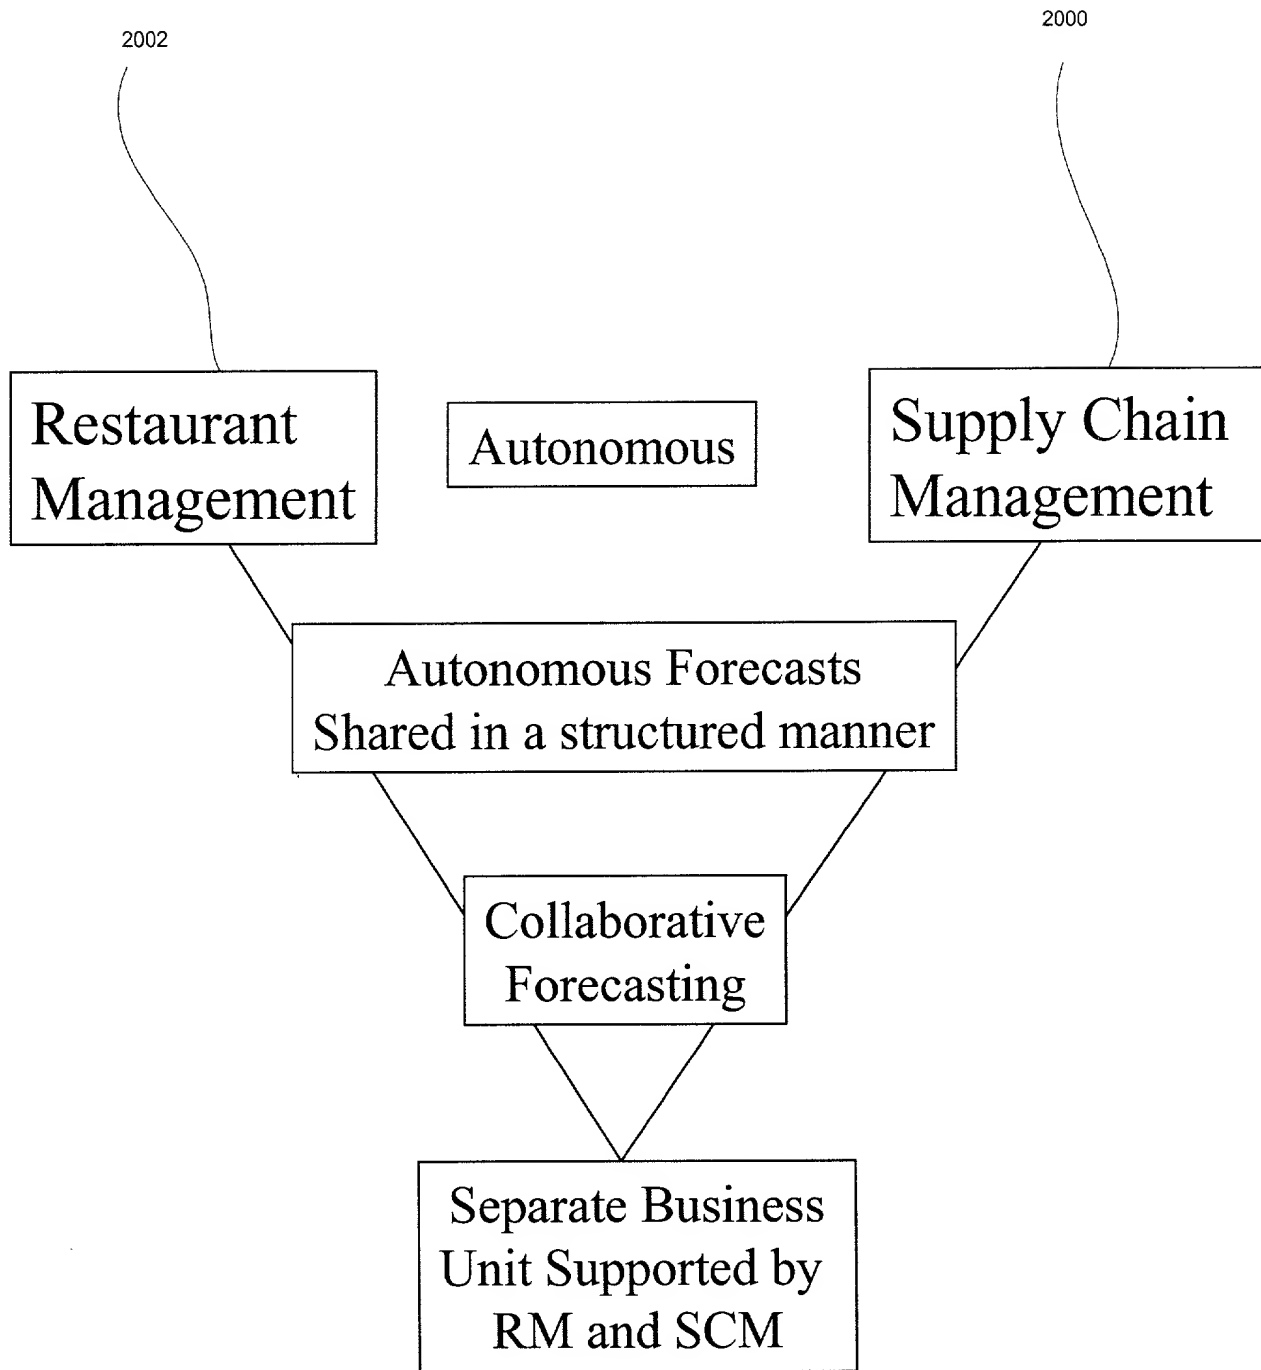 2002
2000
Restaurant
Management
Autonomous
Supply Chain
Management
Autonomous Forecasts
Shared in a structured manner
Collaborative
Forecasting
Separate Business
Unit Supported by
RM and SCM